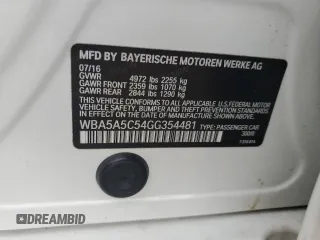 MFD BY BAYERISCHE MOTOREN WERKE AG
07/16
GVWR 4972 lbs 2255 kg
GAWR FRONT 2359 lbs 1070 kg
GAWR REAR 2844 lbs 1290 kg
THIS VEHICLE CONFORMS TO ALL APPLICABLE U.S. FEDERAL MOTOR VEHICLE SAFETY, BUMPER, AND THEFT PREVENTION STANDARDS IN EFFECT ON THE DATE OF MANUFACTURE SHOWN ABOVE.
WBA5A5C54GG354481 TYPE: PASSENGER CAR
DREAMBID